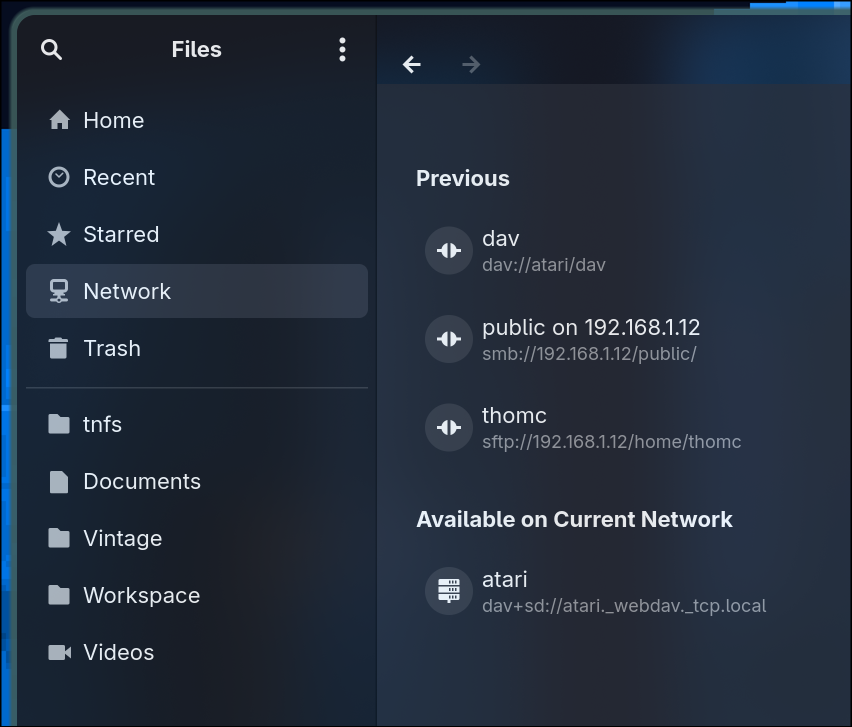 Files
Home
Recent
Starred
Network
Trash
tnfs
Documents
Vintage
Workspace
Videos
Previous
dav
dav://atari/dav
public on 192.168.1.12
smb://192.168.1.12/public/
thomc
sftp://192.168.1.12/home/thomc
Available on Current Network
atari
dav+sd://atari._webdav._tcp.local